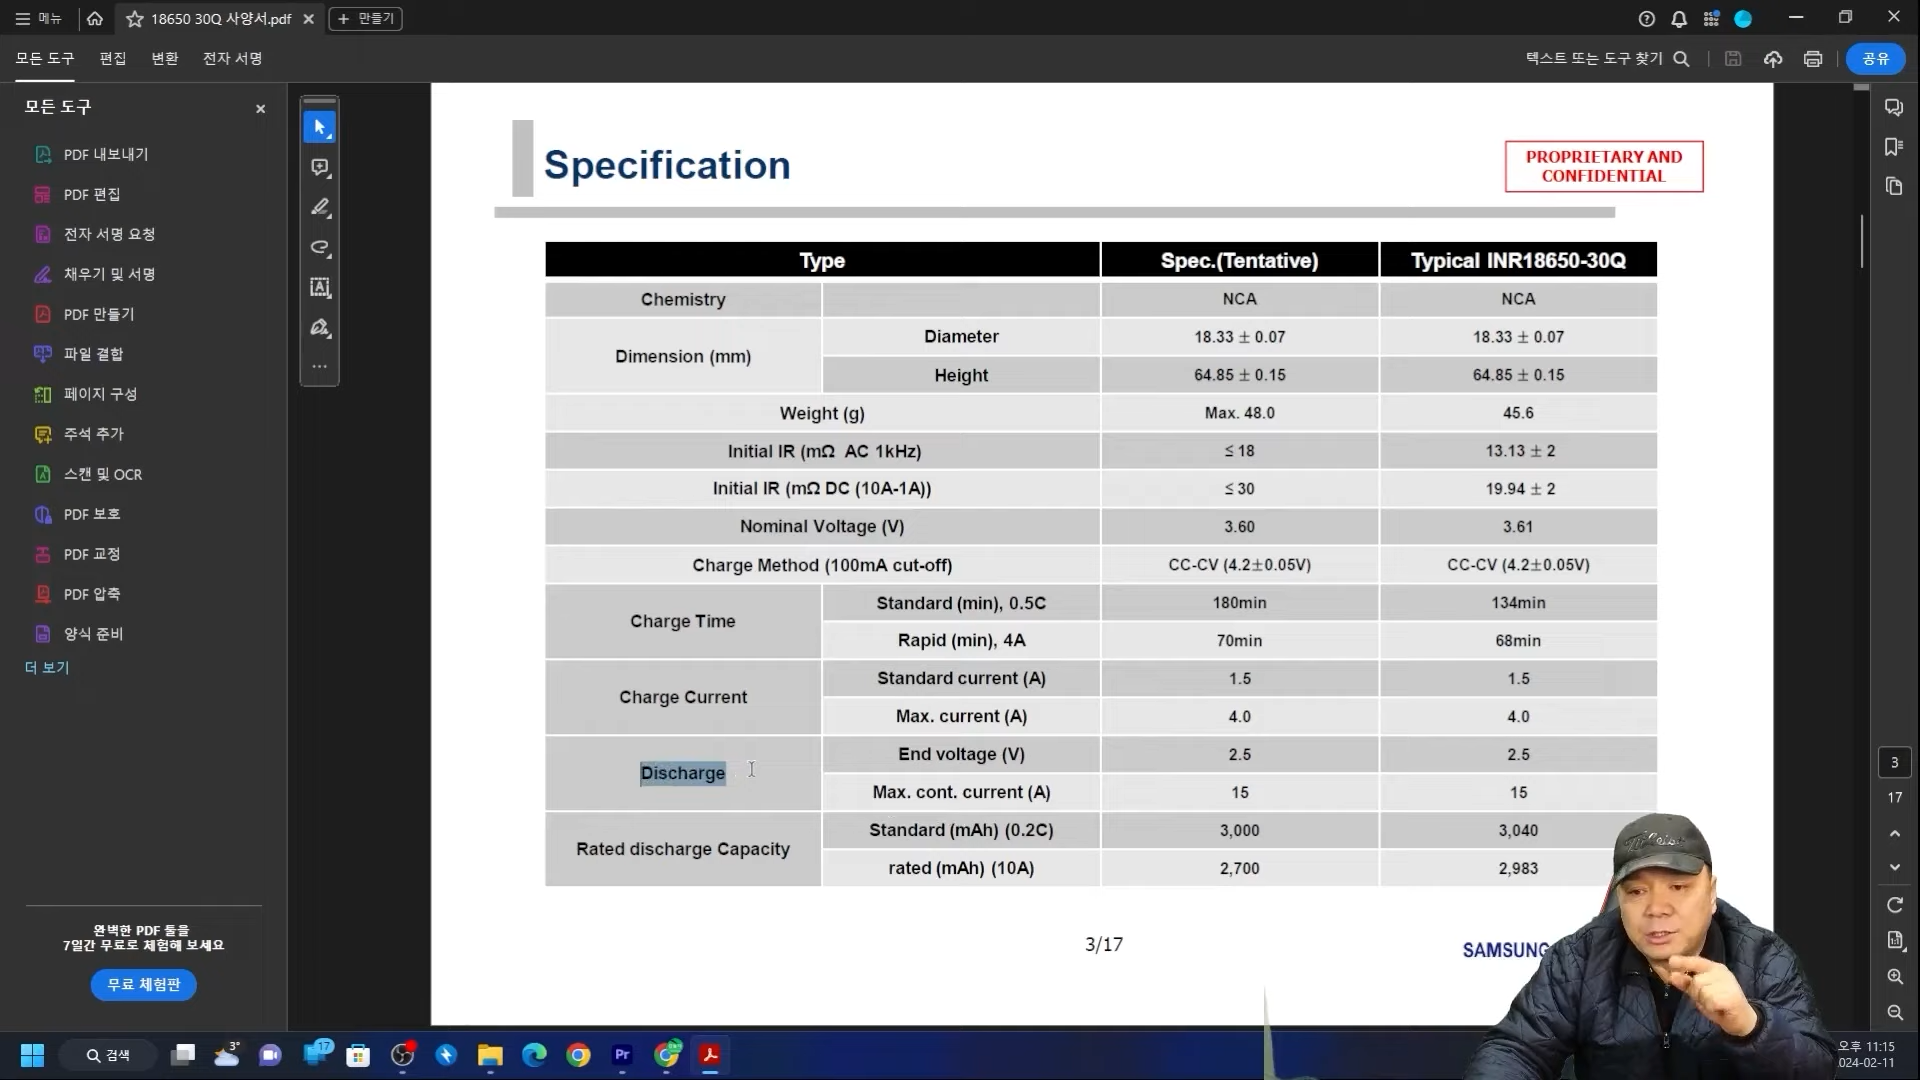 메뉴
18650 30Q 사양서.pdf
만들기
모든 도구
편집
변환
전자 서명
텍스트 또는 도구 찾기
공유
모든 도구
PDF 내보내기
PDF 편집
전자 서명 요청
채우기 및 서명
PDF 만들기
파일 결합
페이지 구성
주석 추가
스캔 및 OCR
PDF 보호
PDF 교정
PDF 압축
양식 준비
더 보기
완벽한 PDF 툴을
7일간 무료로 체험해 보세요
무료 체험판
Specification
PROPRIETARY AND
CONFIDENTIAL
Type Spec.(Tentative) Typical INR18650-30Q
Chemistry NCA NCA
Dimension (mm)
Diameter 18.33 ± 0.07 18.33 ± 0.07
Height 64.85 ± 0.15 64.85 ± 0.15
Weight (g) Max. 48.0 45.6
Initial IR (mΩ AC 1kHz) ≤ 18 13.13 ± 2
Initial IR (mΩ DC (10A-1A)) ≤ 30 19.94 ± 2
Nominal Voltage (V) 3.60 3.61
Charge Method (100mA cut-off) CC-CV (4.2±0.05V) CC-CV (4.2±0.05V)
Charge Time
Standard (min), 0.5C 180min 134min
Rapid (min), 4A 70min 68min
Charge Current
Standard current (A) 1.5 1.5
Max. current (A) 4.0 4.0
Discharge
End voltage (V) 2.5 2.5
Max. cont. current (A) 15 15
Rated discharge Capacity
Standard (mAh) (0.2C) 3,000 3,040
rated (mAh) (10A) 2,700 2,983
3/17
SAMSUNG
3
17
검색
3°
17
Pr
오후 11:15
024-02-11